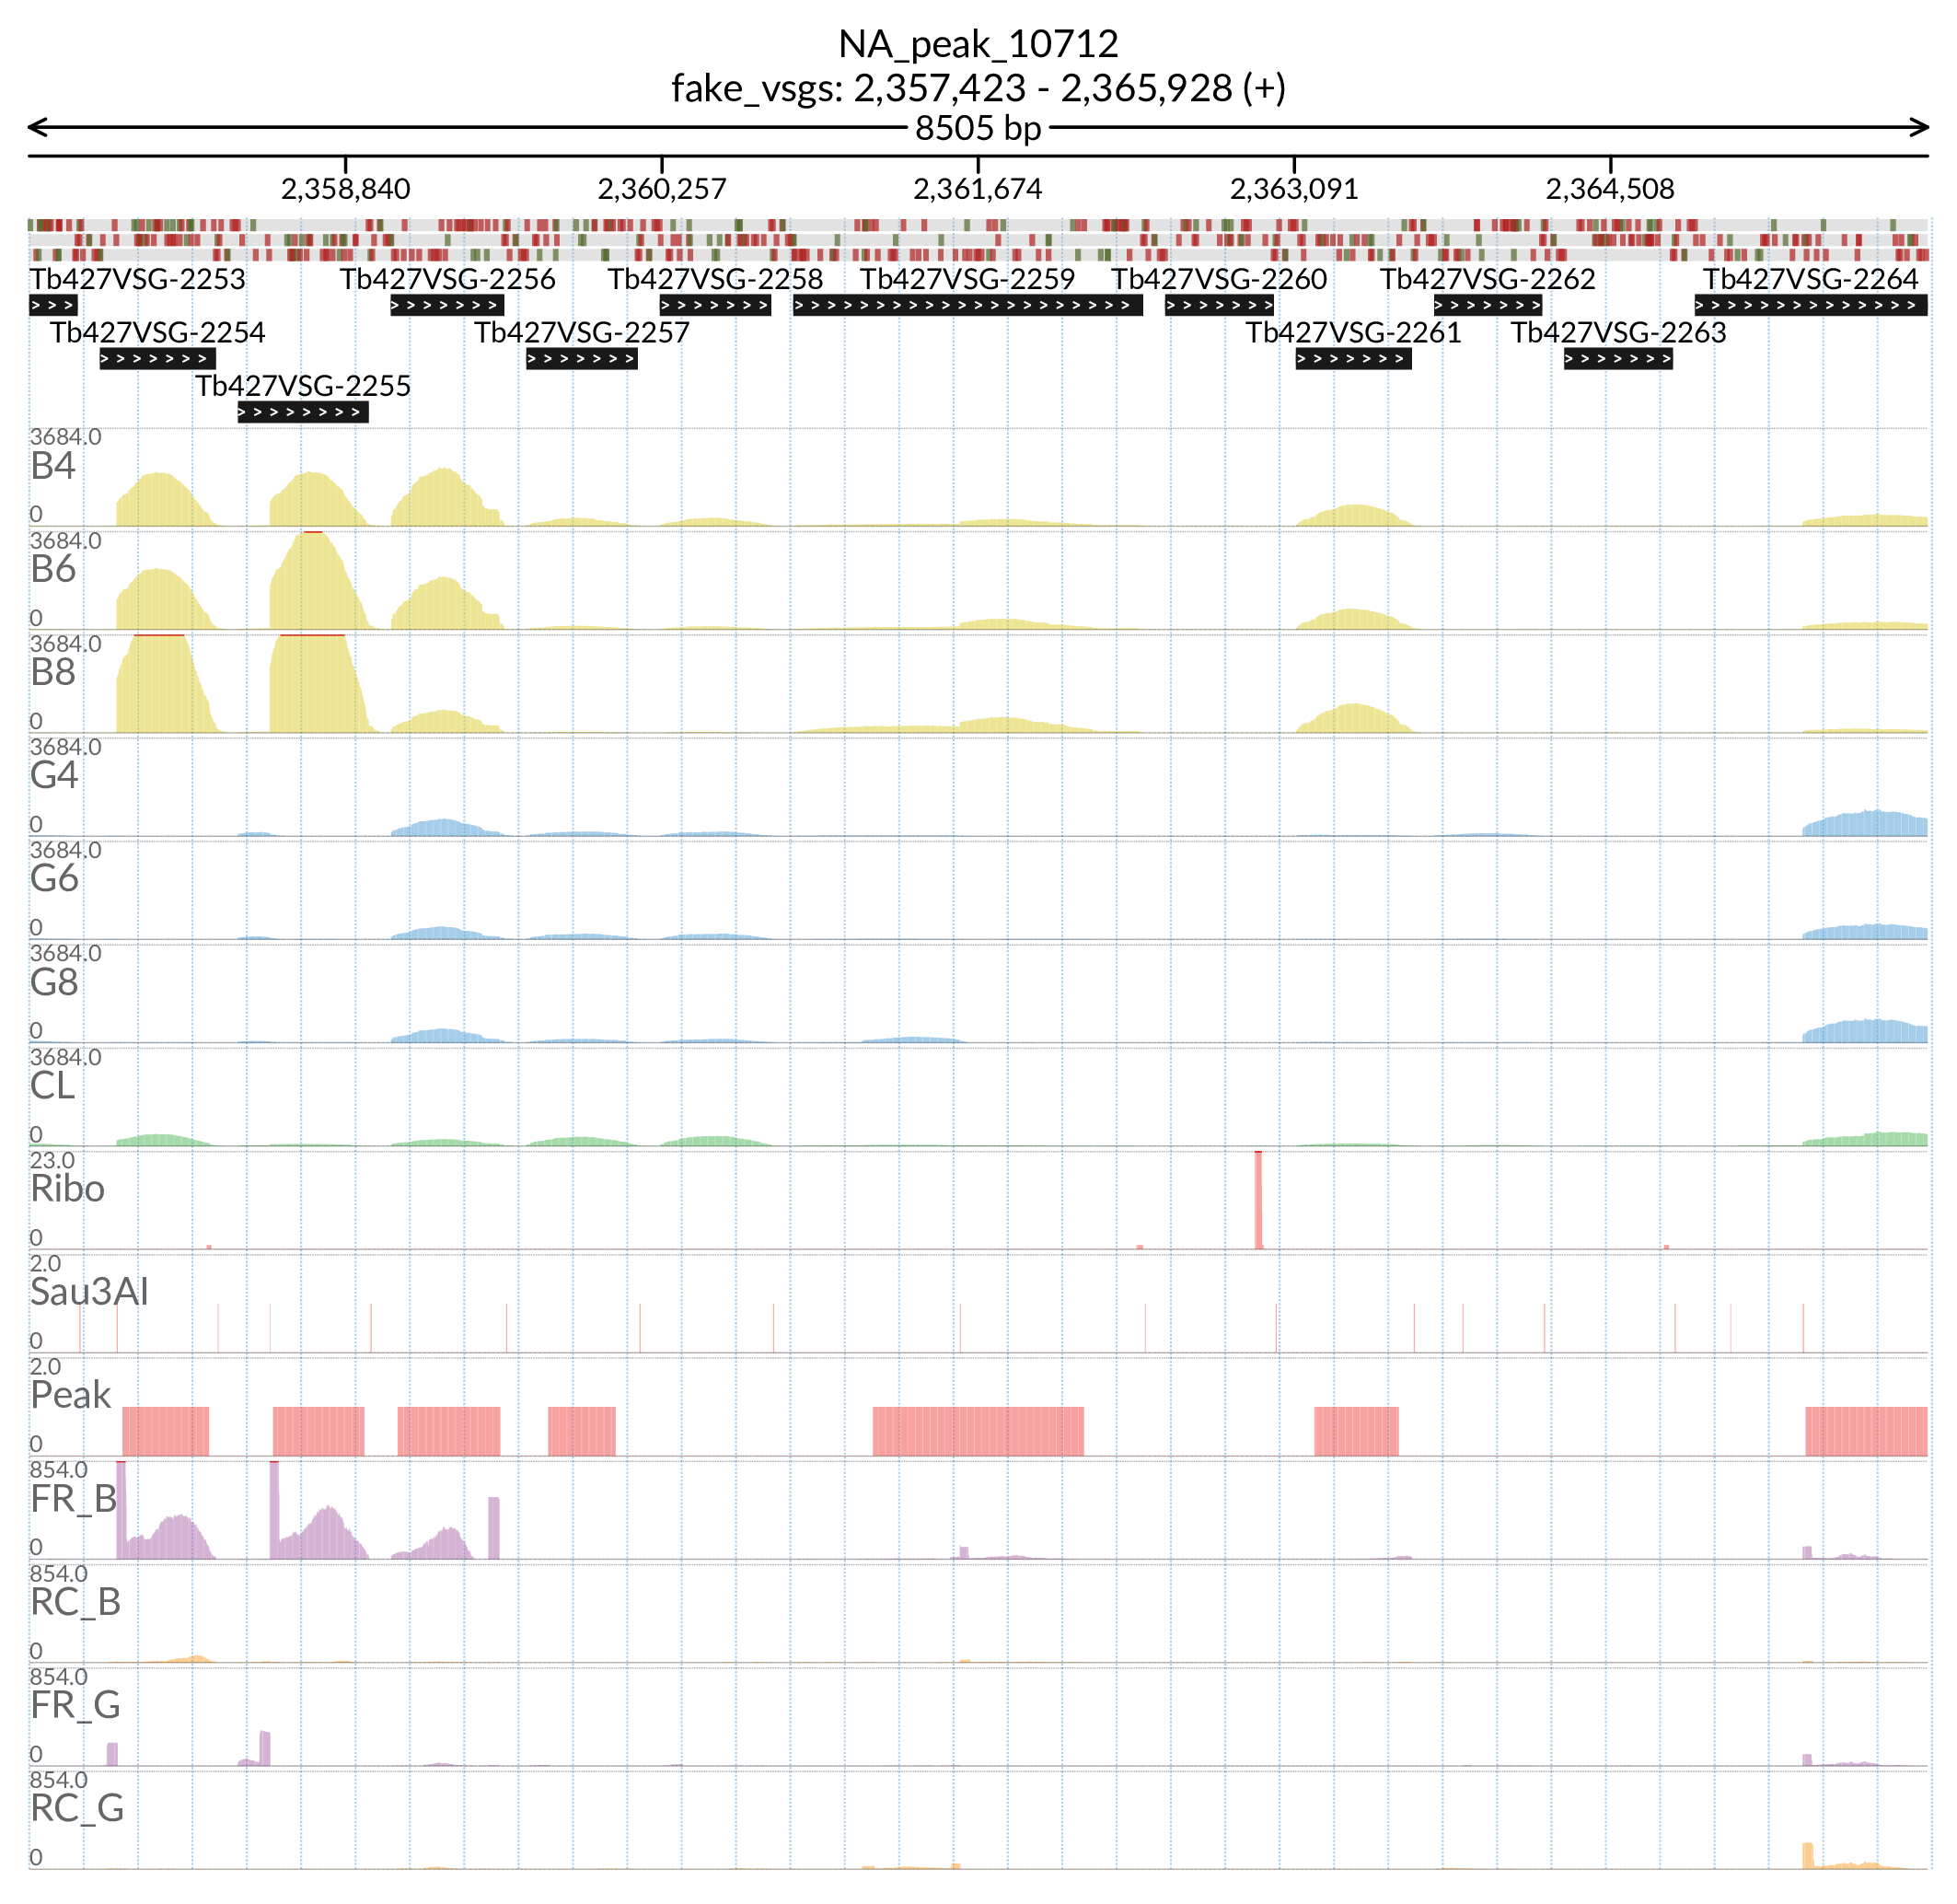 NA_peak_10712
fake_vsgs: 2,357,423 - 2,365,928 (+)
8505 bp
2,358,840 2,360,257 2,361,674 2,363,091 2,364,508
Tb427VSG-2253 Tb427VSG-2256 Tb427VSG-2258 Tb427VSG-2259 Tb427VSG-2260 Tb427VSG-2262 Tb427VSG-2264
Tb427VSG-2254 Tb427VSG-2257 Tb427VSG-2261 Tb427VSG-2263
Tb427VSG-2255
3684.0
B4
0
3684.0
B6
0
3684.0
B8
0
3684.0
G4
0
3684.0
G6
0
3684.0
G8
0
3684.0
CL
0
23.0
Ribo
0
2.0
Sau3AI
0
2.0
Peak
0
854.0
FR_B
0
854.0
RC_B
0
854.0
FR_G
0
854.0
RC_G
0